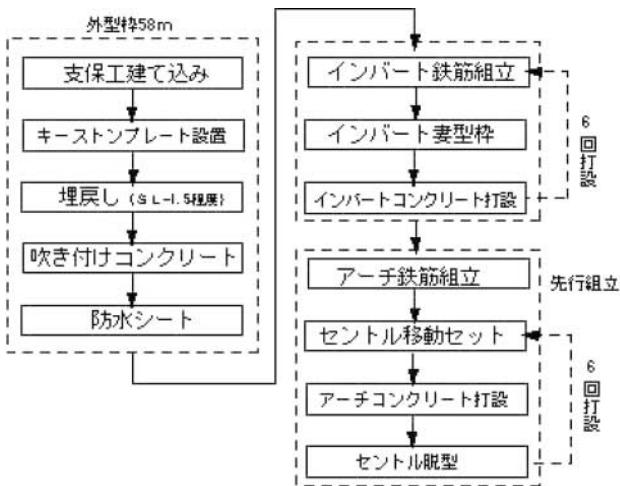 外型枠58m
支保工建て込み
キーストンプレート設置
埋戻し (GL-1.5程度)
吹き付けコンクリート
防水シート
インバート鉄筋組立
インバート妻型枠
インバートコンクリート打設
6回打設
アーチ鉄筋組立
先行組立
セントル移動セット
アーチコンクリート打設
セントル脱型
6回打設